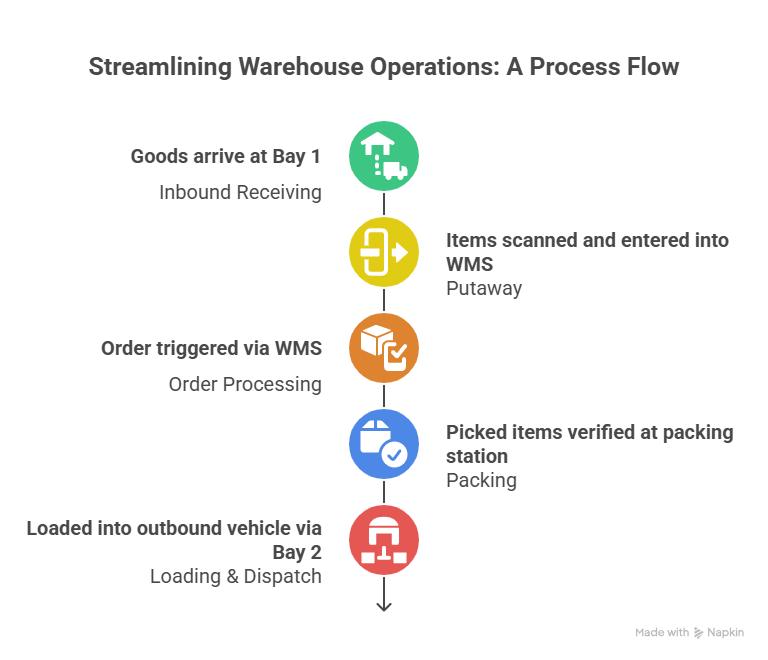 Streamlining Warehouse Operations: A Process Flow
Goods arrive at Bay 1
Inbound Receiving
Items scanned and entered into
WMS
Putaway
Order triggered via WMS
Order Processing
Picked items verified at packing
station
Packing
Loaded into outbound vehicle via
Bay 2
Loading & Dispatch
Made with Napkin